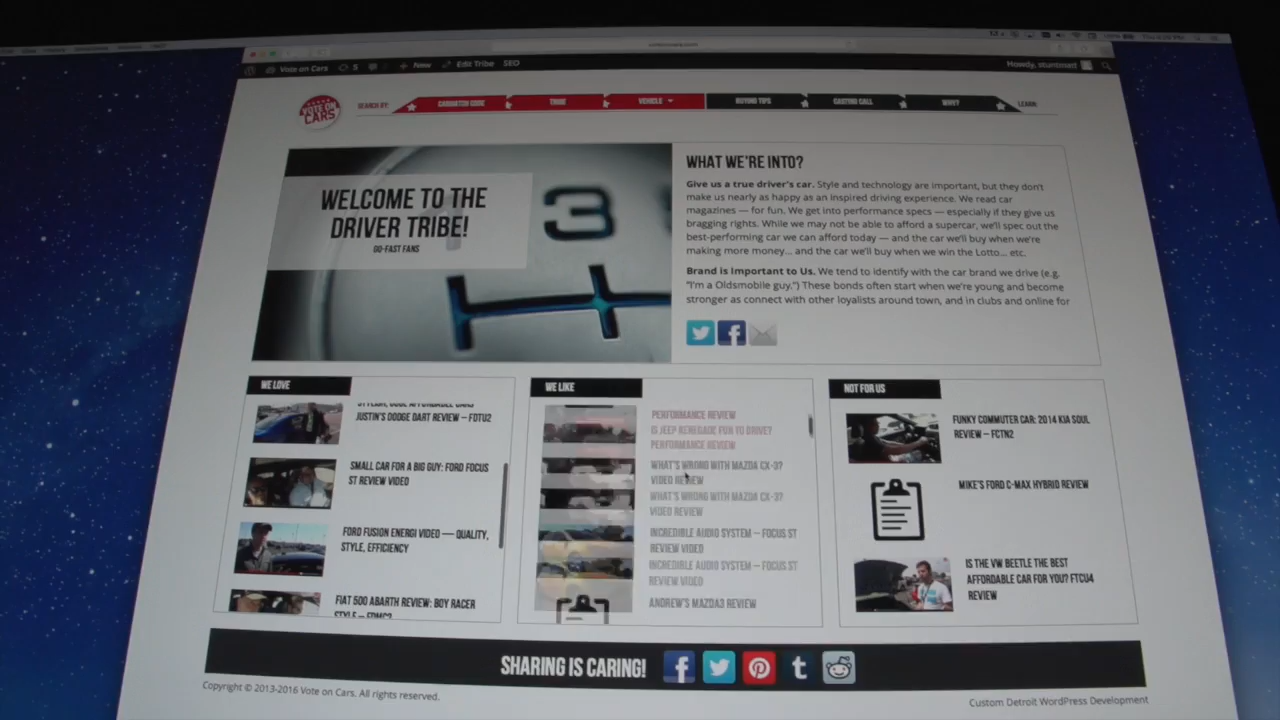 Vote on Cars 5 New Edit Tribe SEO
Howdy, stuntmed
VOTE ON
CARS
SEARCH BY:
CARMATCH CODE
TRIBE
VEHICLE
BUYING TIPS
CASTING CALL
WHY?
LEARN:
WELCOME TO THE
DRIVER TRIBE!
GO-FAST FANS
3
WHAT WE'RE INTO?
Give us a true driver's car. Style and technology are important, but they don't
make us nearly as happy as an inspired driving experience. We read car
magazines — for fun. We get into performance specs — especially if they give us
bragging rights. While we may not be able to afford a supercar, we'll spec out the
best-performing car we can afford today — and the car we'll buy when we're
making more money... and the car we'll buy when we win the Lotto... etc.
Brand is Important to Us. We tend to identify with the car brand we drive (e.g.
"I'm a Oldsmobile guy.") These bonds often start when we're young and become
stronger as connect with other loyalists around town, and in clubs and online for
WE LOVE
JUSTIN'S DODGE DART REVIEW – FDTU2
SMALL CAR FOR A BIG GUY: FORD FOCUS
ST REVIEW VIDEO
FORD FUSION ENERGI VIDEO — QUALITY,
STYLE, EFFICIENCY
FIAT 500 ABARTH REVIEW: BOY RACER
WE LIKE
PERFORMANCE REVIEW
IS JEEP RENEGADE FUN TO DRIVE?
PERFORMANCE REVIEW
WHAT'S WRONG WITH MAZDA CX-3?
VIDEO REVIEW
WHAT'S WRONG WITH MAZDA CX-3?
VIDEO REVIEW
INCREDIBLE AUDIO SYSTEM – FOCUS ST
REVIEW VIDEO
INCREDIBLE AUDIO SYSTEM – FOCUS ST
REVIEW VIDEO
ANDREW'S MAZDA3 REVIEW
NOT FOR US
FUNKY COMMUTER CAR: 2014 KIA SOUL
REVIEW – FCTN2
MIKE'S FORD C-MAX HYBRID REVIEW
IS THE VW BEETLE THE BEST
AFFORDABLE CAR FOR YOU? FTCU4
REVIEW
SHARING IS CARING!
Copyright © 2013-2016 Vote on Cars. All rights reserved.
Custom Detroit WordPress Development